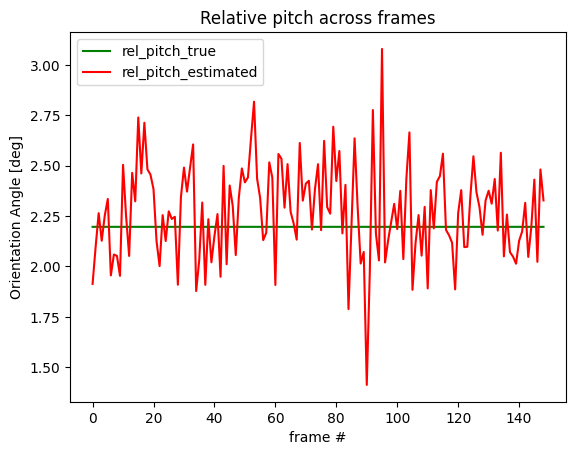 Relative pitch across frames
rel_pitch_true
rel_pitch_estimated
Orientation Angle [deg]
3.00
2.75
2.50
2.25
2.00
1.75
1.50
0 20 40 60 80 100 120 140
frame #